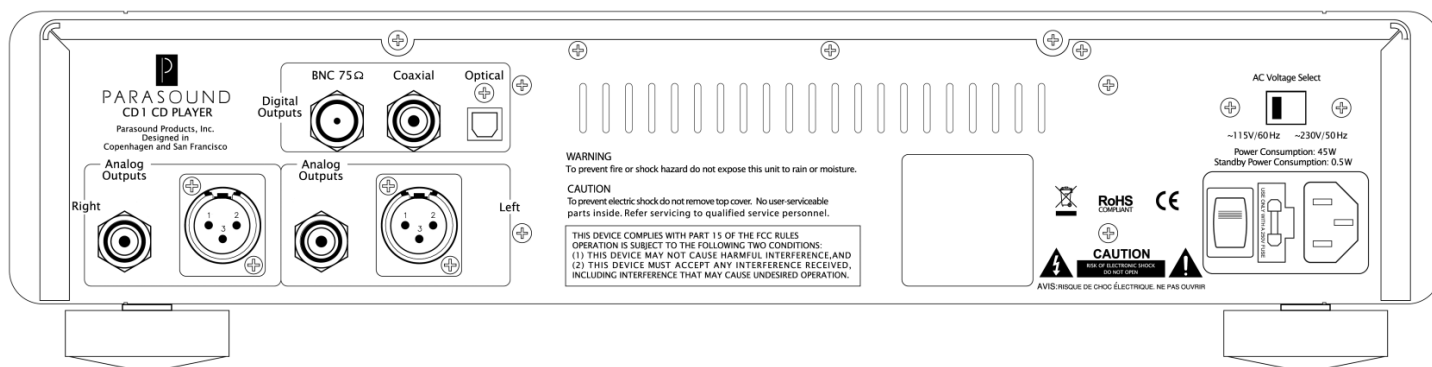 PARASOUND
CD1 CD PLAYER
Parasound Products, Inc.
Designed in
Copenhagen and San Francisco
BNC 75Ω Coaxial Optical
Digital
Outputs
Analog
Outputs
Right
1 2
3
Analog
Outputs
Left
1 2
3
WARNING
To prevent fire or shock hazard do not expose this unit to rain or moisture.
CAUTION
To prevent electric shock do not remove top cover. No user-serviceable
parts inside. Refer servicing to qualified service personnel.
THIS DEVICE COMPLIES WITH PART 15 OF THE FCC RULES
OPERATION IS SUBJECT TO THE FOLLOWING TWO CONDITIONS:
(1) THIS DEVICE MAY NOT CAUSE HARMFUL INTERFERENCE,AND
(2) THIS DEVICE MUST ACCEPT ANY INTERFERENCE RECEIVED,
INCLUDING INTERFERENCE THAT MAY CAUSE UNDESIRED OPERATION.
RoHS
COMPLIANT
CE
CAUTION
RISK OF ELECTRONIC SHOCK
DO NOT OPEN
AVIS:RISQUE DE CHOC ÉLECTRIQUE. NE PAS OUVRIR
AC Voltage Select
~115V/60Hz ~230V/50Hz
Power Consumption: 45W
Standby Power Consumption: 0.5W
USE ONLY WITH A 250V FUSE